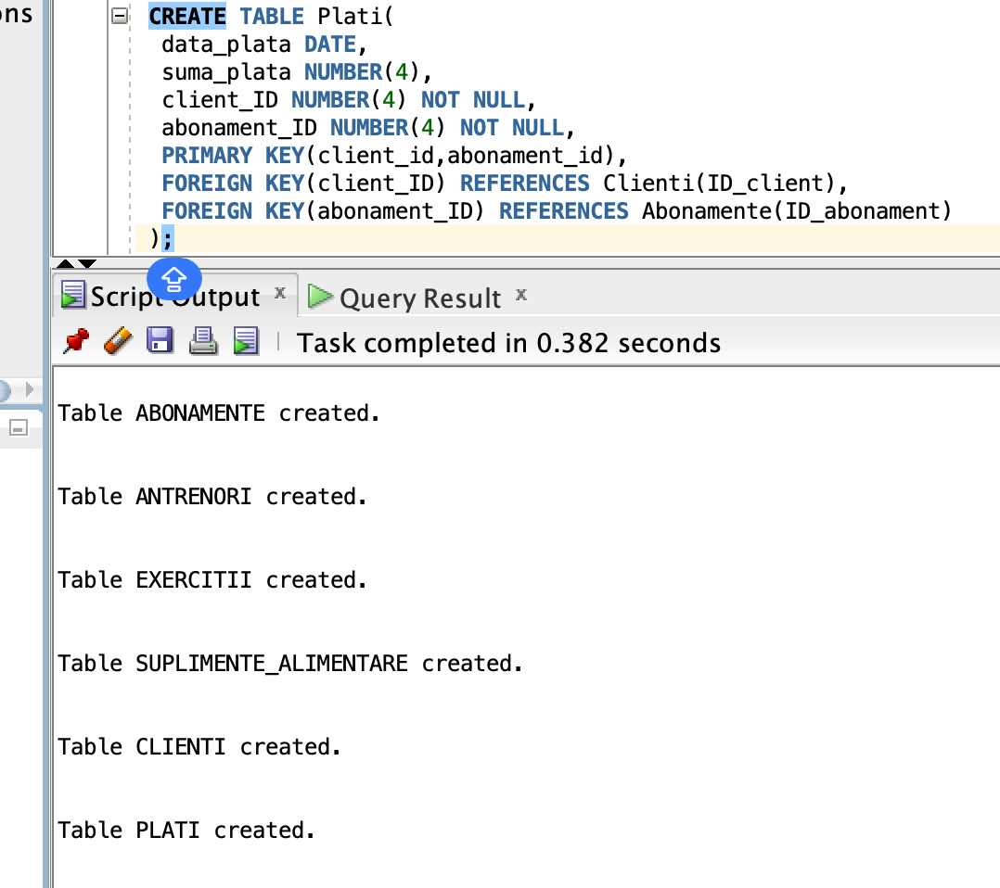 ons
CREATE TABLE Plati(
data_plata DATE,
suma_plata NUMBER(4),
client_ID NUMBER(4) NOT NULL,
abonament_ID NUMBER(4) NOT NULL,
PRIMARY KEY(client_id,abonament_id),
FOREIGN KEY(client_ID) REFERENCES Clienti(ID_client),
FOREIGN KEY(abonament_ID) REFERENCES Abonamente(ID_abonament)
);
Script Output x Query Result x
Task completed in 0.382 seconds
Table ABONAMENTE created.
Table ANTRENORI created.
Table EXERCITII created.
Table SUPLIMENTE_ALIMENTARE created.
Table CLIENTI created.
Table PLATI created.